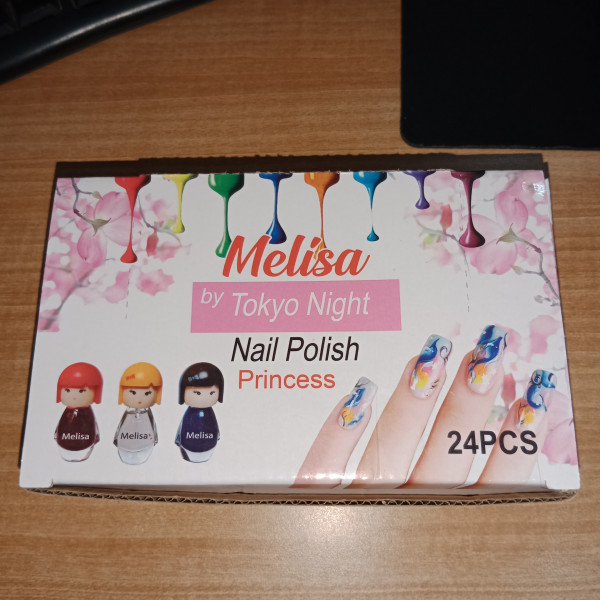 Melisa
by Tokyo Night
Nail Polish
Princess
Melisa
Melisa
Melisa
24PCS